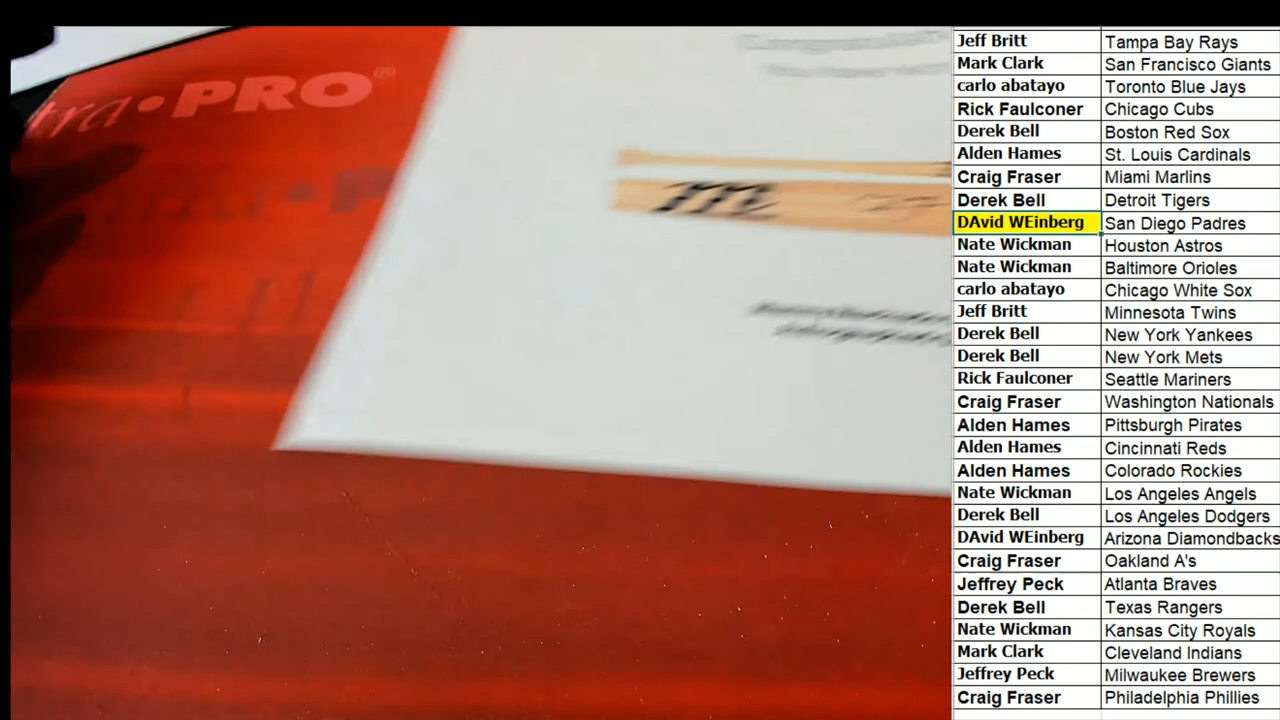 ultra•PRO®
m
Jeff Britt Tampa Bay Rays
Mark Clark San Francisco Giants
carlo abatayo Toronto Blue Jays
Rick Faulconer Chicago Cubs
Derek Bell Boston Red Sox
Alden Hames St. Louis Cardinals
Craig Fraser Miami Marlins
Derek Bell Detroit Tigers
DAvid WEinberg San Diego Padres
Nate Wickman Houston Astros
Nate Wickman Baltimore Orioles
carlo abatayo Chicago White Sox
Jeff Britt Minnesota Twins
Derek Bell New York Yankees
Derek Bell New York Mets
Rick Faulconer Seattle Mariners
Craig Fraser Washington Nationals
Alden Hames Pittsburgh Pirates
Alden Hames Cincinnati Reds
Alden Hames Colorado Rockies
Nate Wickman Los Angeles Angels
Derek Bell Los Angeles Dodgers
DAvid WEinberg Arizona Diamondbacks
Craig Fraser Oakland A's
Jeffrey Peck Atlanta Braves
Derek Bell Texas Rangers
Nate Wickman Kansas City Royals
Mark Clark Cleveland Indians
Jeffrey Peck Milwaukee Brewers
Craig Fraser Philadelphia Phillies